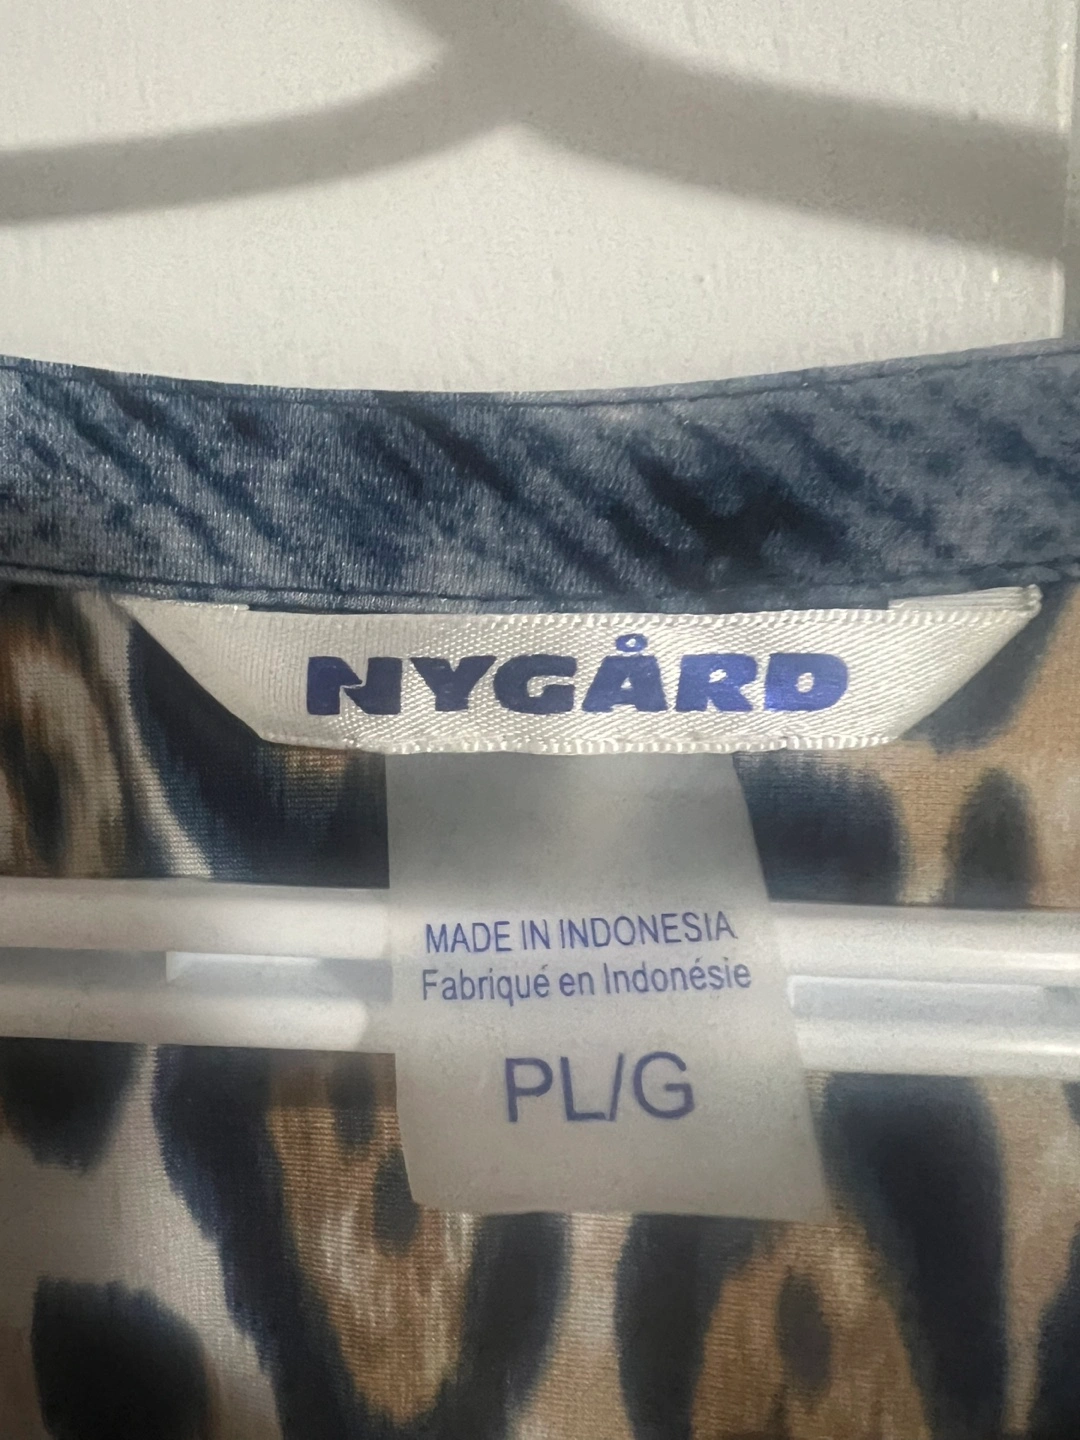 NYGÅRD
MADE IN INDONESIA
Fabriqué en Indonésie
PL/G